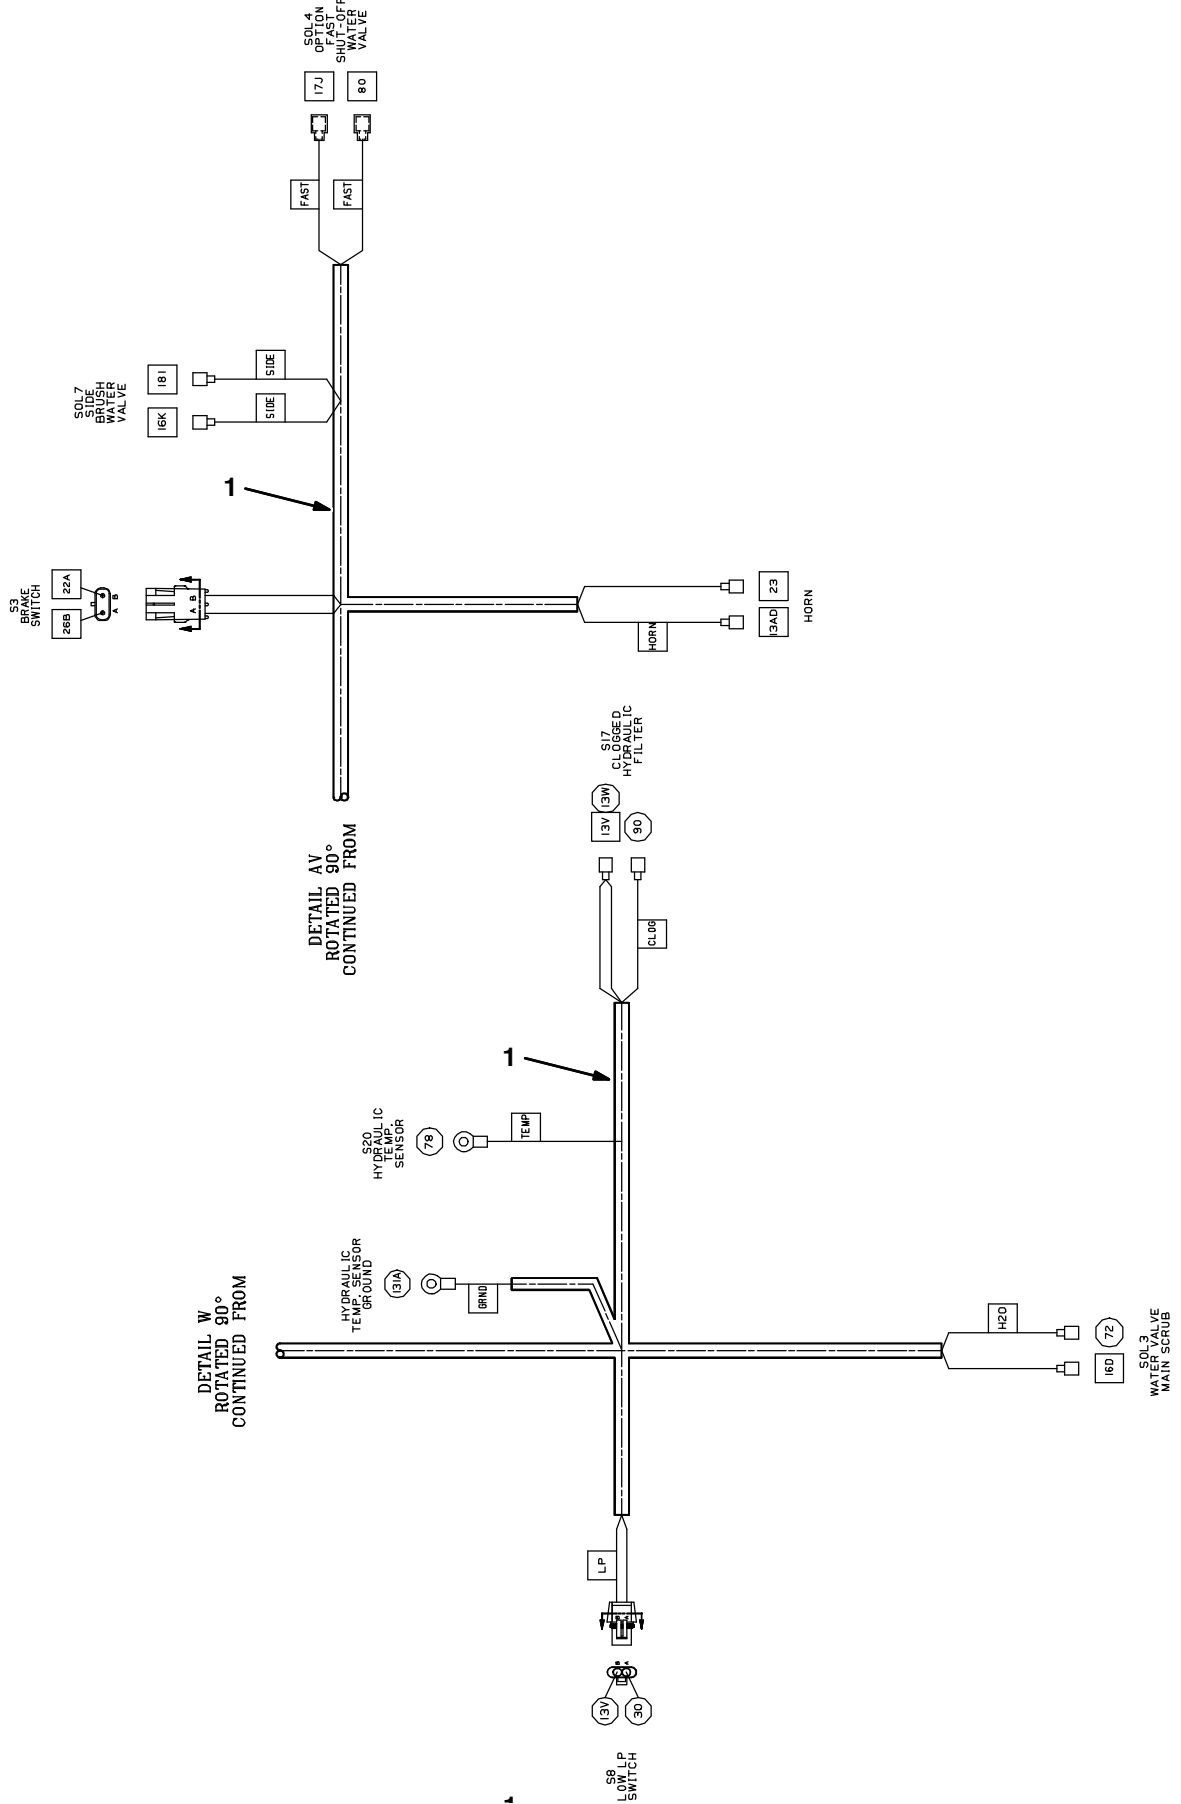 SOL4
OPTION
FAST
SHUT-OFF
WATER
VALVE
17J
80
FAST
FAST
SOL7
SIDE
BRUSH
WATER
VALVE
181
16K
SIDE
SIDE
1
S3
BRAKE
SWITCH
22A
26B
B
A
B
A
23
13AD
HORN
HORN
DETAIL AV
ROTATED 90°
CONTINUED FROM
S17
CLOGGED
HYDRAULIC
FILTER
13W
13V
90
CLOG
1
S20
HYDRAULIC
TEMP.
SENSOR
78
TEMP
HYDRAULIC
TEMP. SENSOR
GROUND
131A
GRND
DETAIL W
ROTATED 90°
CONTINUED FROM
H2O
72
16D
SOL3
WATER VALVE
MAIN SCRUB
LP
B
A
B
A
13V
30
S8
LOW LP
SWITCH